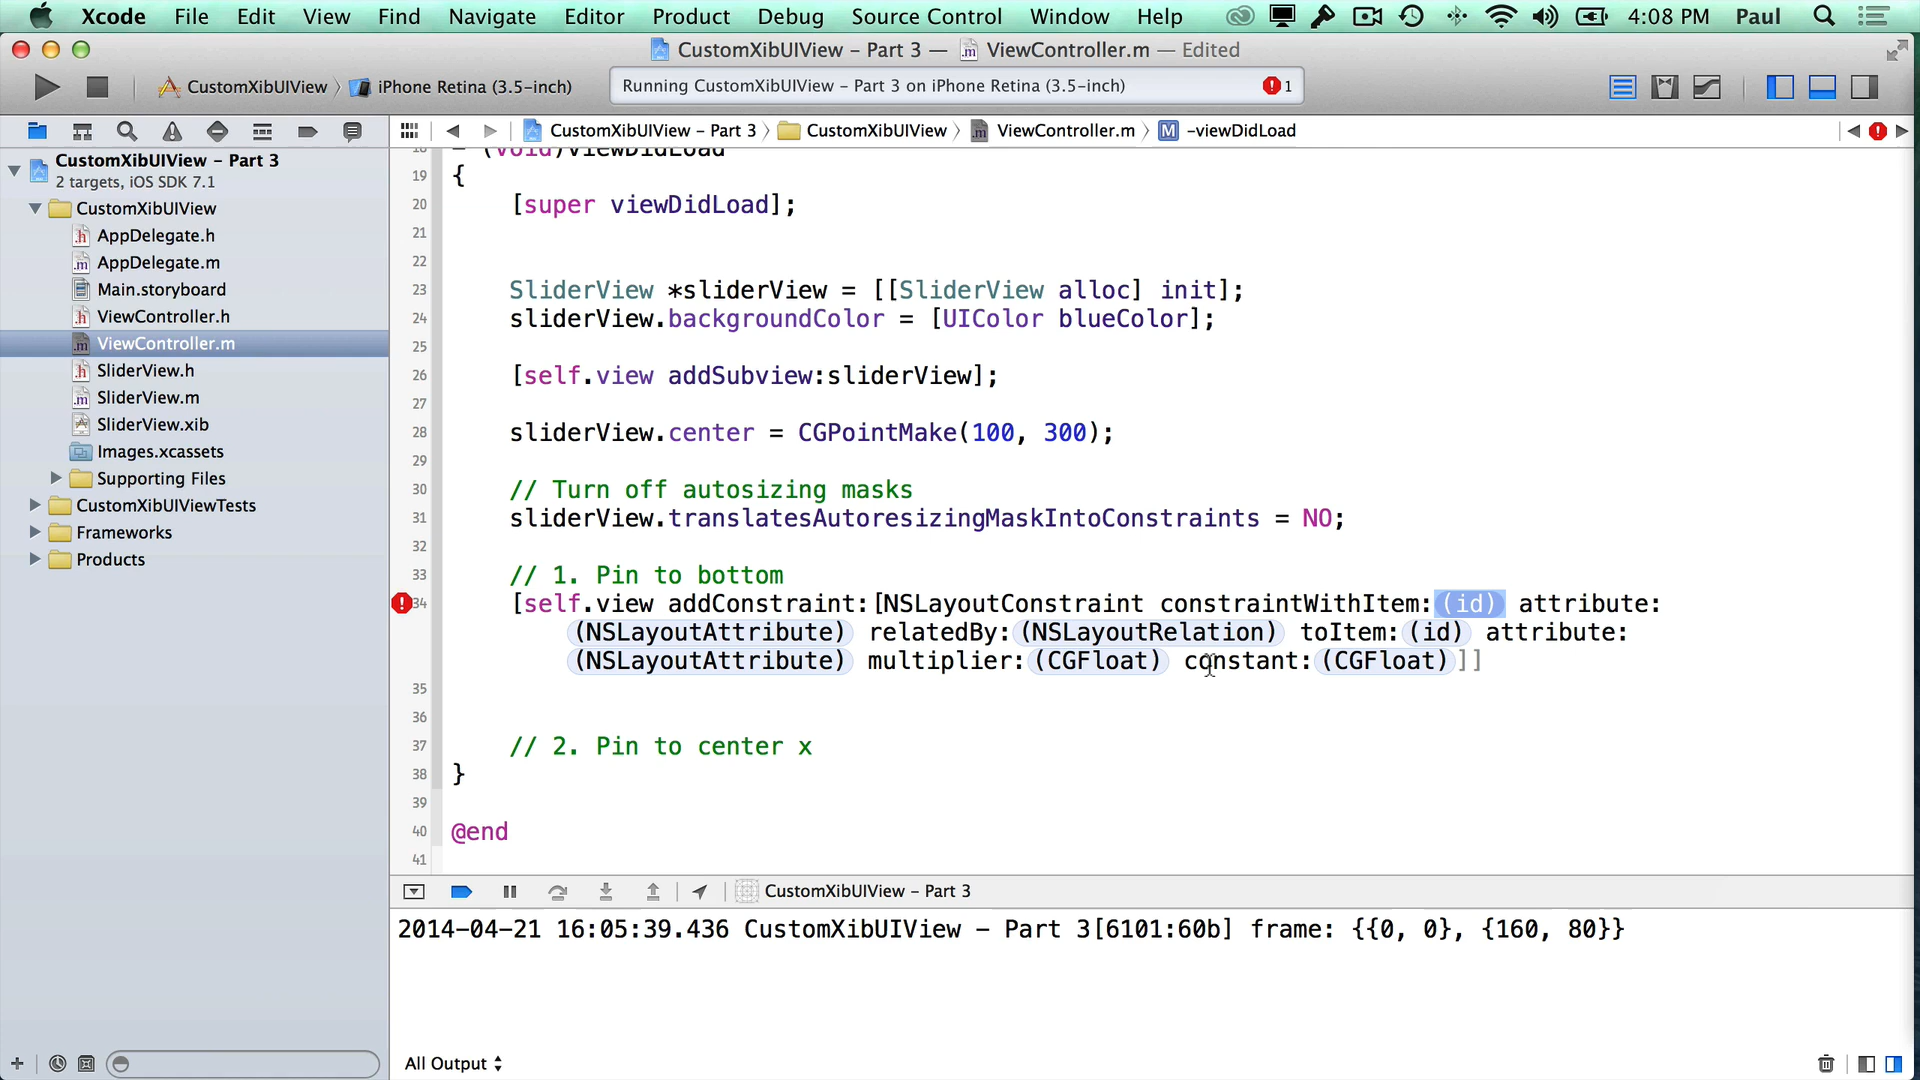 Xcode File Edit View Find Navigate Editor Product Debug Source Control Window Help 4:08 PM Paul
CustomXibUIView – Part 3 — ViewController.m — Edited
CustomXibUIView iPhone Retina (3.5-inch)
Running CustomXibUIView – Part 3 on iPhone Retina (3.5-inch) 1
CustomXibUIView – Part 3 CustomXibUIView ViewController.m M -viewDidLoad
CustomXibUIView – Part 3
2 targets, iOS SDK 7.1
CustomXibUIView
AppDelegate.h
AppDelegate.m
Main.storyboard
ViewController.h
ViewController.m
SliderView.h
SliderView.m
SliderView.xib
Images.xcassets
Supporting Files
CustomXibUIViewTests
Frameworks
Products
18 - (void)viewDidLoad
19 {
20 [super viewDidLoad];
21
22
23 SliderView *sliderView = [[SliderView alloc] init];
24 sliderView.backgroundColor = [UIColor blueColor];
25
26 [self.view addSubview:sliderView];
27
28 sliderView.center = CGPointMake(100, 300);
29
30 // Turn off autosizing masks
31 sliderView.translatesAutoresizingMaskIntoConstraints = NO;
32
33 // 1. Pin to bottom
34 [self.view addConstraint:[NSLayoutConstraint constraintWithItem:(id) attribute:
(NSLayoutAttribute) relatedBy:(NSLayoutRelation) toItem:(id) attribute:
(NSLayoutAttribute) multiplier:(CGFloat) constant:(CGFloat)]]
35
36
37 // 2. Pin to center x
38 }
39
40 @end
41
CustomXibUIView – Part 3
2014-04-21 16:05:39.436 CustomXibUIView – Part 3[6101:60b] frame: {{0, 0}, {160, 80}}
All Output